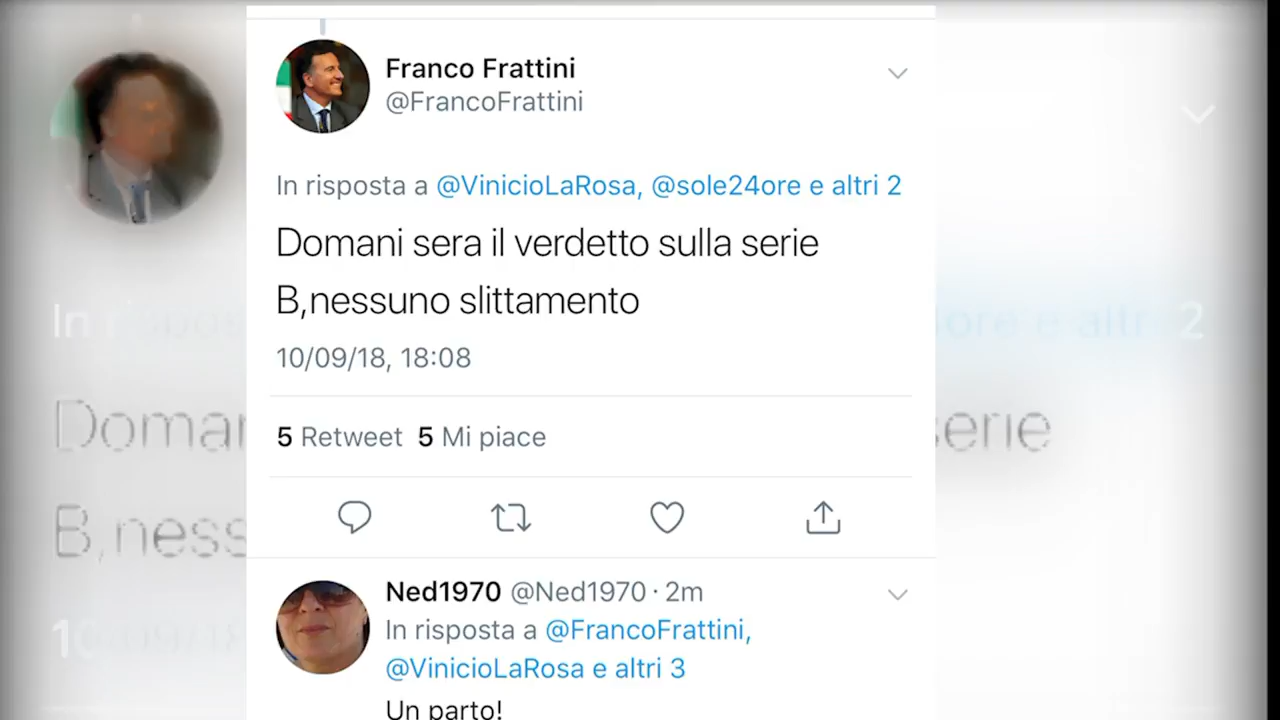 Franco Frattini
@FrancoFrattini
In risposta a @VinicioLaRosa, @sole24ore e altri 2
Domani sera il verdetto sulla serie
B,nessuno slittamento
10/09/18, 18:08
5 Retweet 5 Mi piace
Ned1970 @Ned1970 · 2m
In risposta a @FrancoFrattini,
@VinicioLaRosa e altri 3
Un parto!